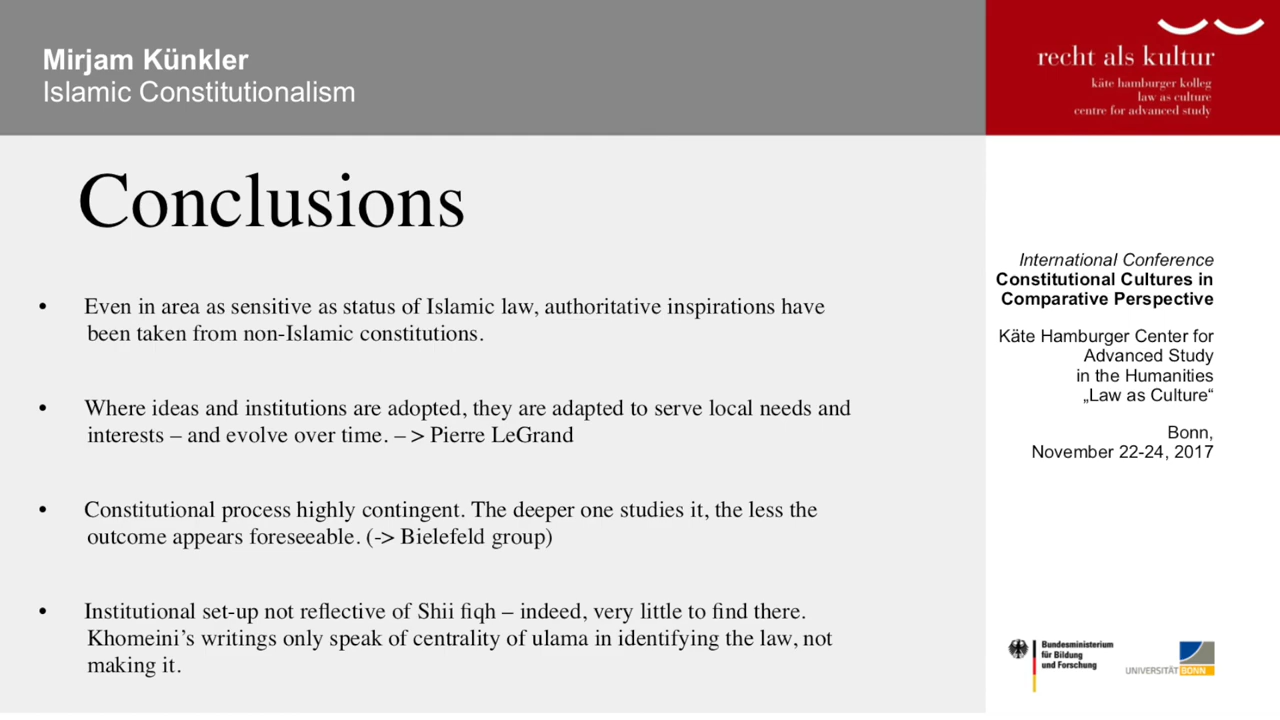 Mirjam Künkler
Islamic Constitutionalism
recht als kultur
käte hamburger kolleg
law as culture
centre for advanced study
Conclusions
• Even in area as sensitive as status of Islamic law, authoritative inspirations have
been taken from non-Islamic constitutions.
• Where ideas and institutions are adopted, they are adapted to serve local needs and
interests – and evolve over time. – > Pierre LeGrand
• Constitutional process highly contingent. The deeper one studies it, the less the
outcome appears foreseeable. (-> Bielefeld group)
• Institutional set-up not reflective of Shii fiqh – indeed, very little to find there.
Khomeini’s writings only speak of centrality of ulama in identifying the law, not
making it.
International Conference
Constitutional Cultures in
Comparative Perspective
Käte Hamburger Center for
Advanced Study
in the Humanities
„Law as Culture“
Bonn,
November 22-24, 2017
Bundesministerium
für Bildung
und Forschung
UNIVERSITÄT BONN